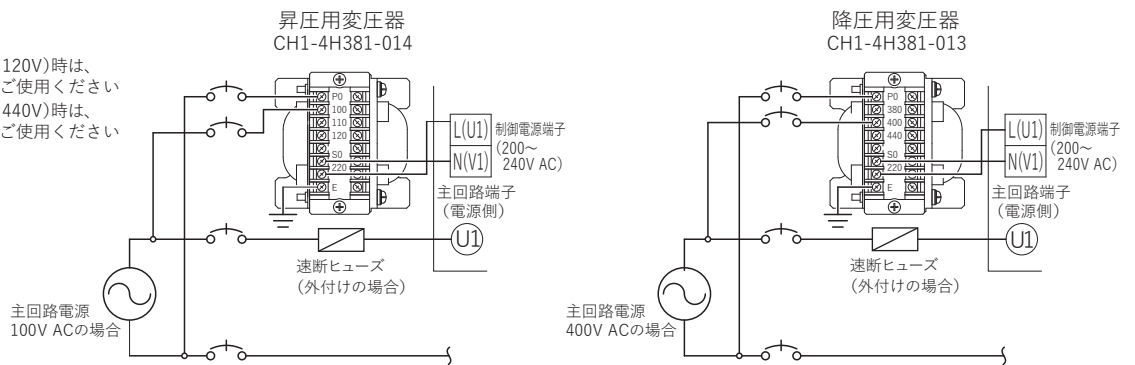 昇圧用変圧器
CH1-4H381-014
120V)時は、
ご使用ください
440V)時は、
ご使用ください
P0
100
110
120
S0
220
E
L(U1)
N(V1)
制御電源端子
(200～
240V AC)
主回路端子
(電源側)
U1
速断ヒューズ
(外付けの場合)
主回路電源
100V ACの場合
降圧用変圧器
CH1-4H381-013
P0
380
400
440
S0
220
E
L(U1)
N(V1)
制御電源端子
(200～
240V AC)
主回路端子
(電源側)
U1
速断ヒューズ
(外付けの場合)
主回路電源
400V ACの場合